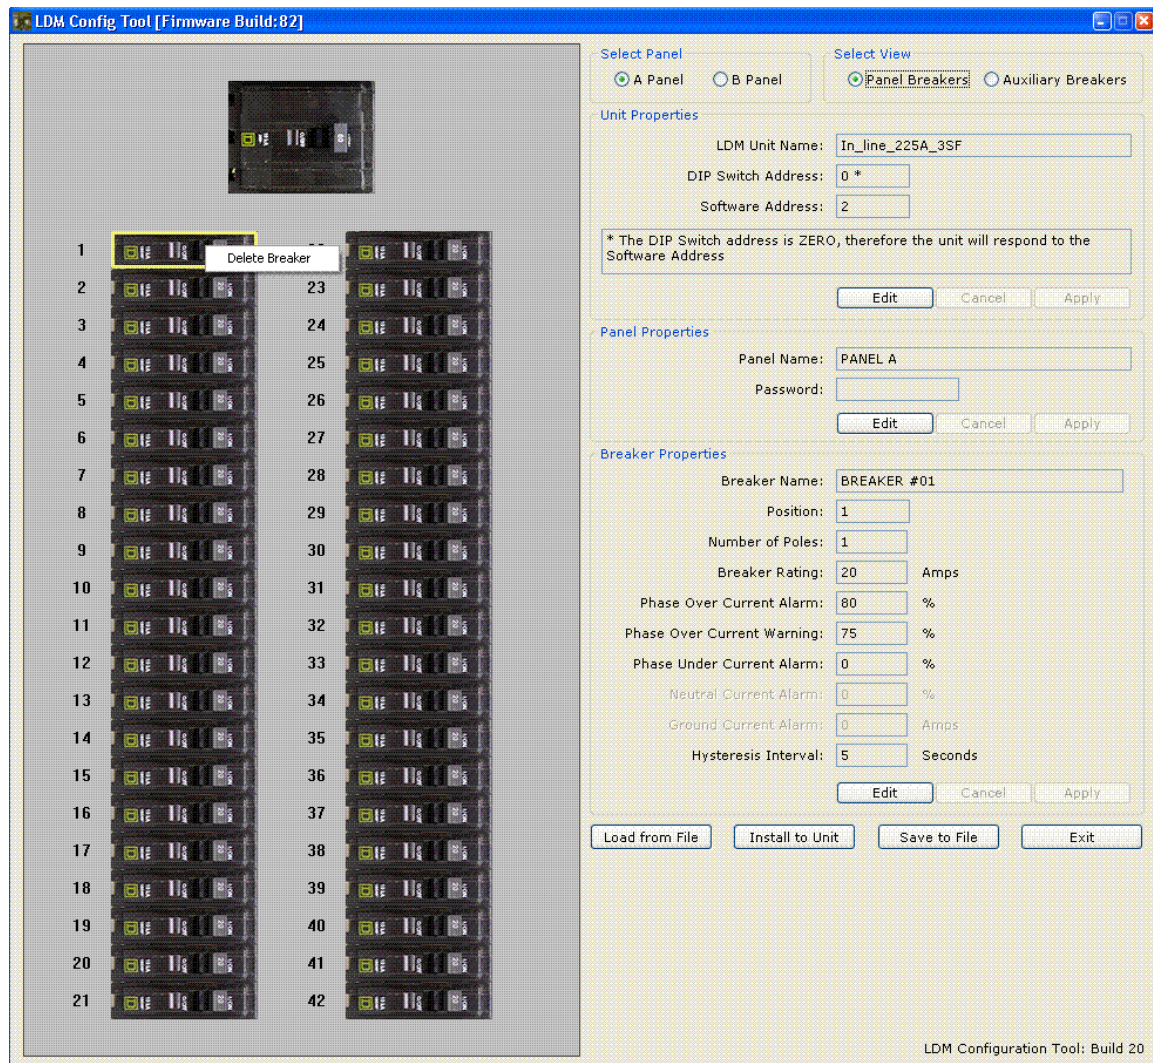 LDM Config Tool [Firmware Build:82]
Select Panel
A Panel
B Panel
Select View
Panel Breakers
Auxiliary Breakers
Unit Properties
LDM Unit Name: In_line_225A_3SF
DIP Switch Address: 0 *
Software Address: 2
* The DIP Switch address is ZERO, therefore the unit will respond to the
Software Address
Edit
Cancel
Apply
Panel Properties
Panel Name: PANEL A
Password:
Edit
Cancel
Apply
Breaker Properties
Breaker Name: BREAKER #01
Position: 1
Number of Poles: 1
Breaker Rating: 20 Amps
Phase Over Current Alarm: 80 %
Phase Over Current Warning: 75 %
Phase Under Current Alarm: 0 %
Neutral Current Alarm: 0 %
Ground Current Alarm: 0 Amps
Hysteresis Interval: 5 Seconds
Edit
Cancel
Apply
Load from File
Install to Unit
Save to File
Exit
LDM Configuration Tool: Build 20
Delete Breaker
1
2
3
4
5
6
7
8
9
10
11
12
13
14
15
16
17
18
19
20
21
23
24
25
26
27
28
29
30
31
32
33
34
35
36
37
38
39
40
41
42